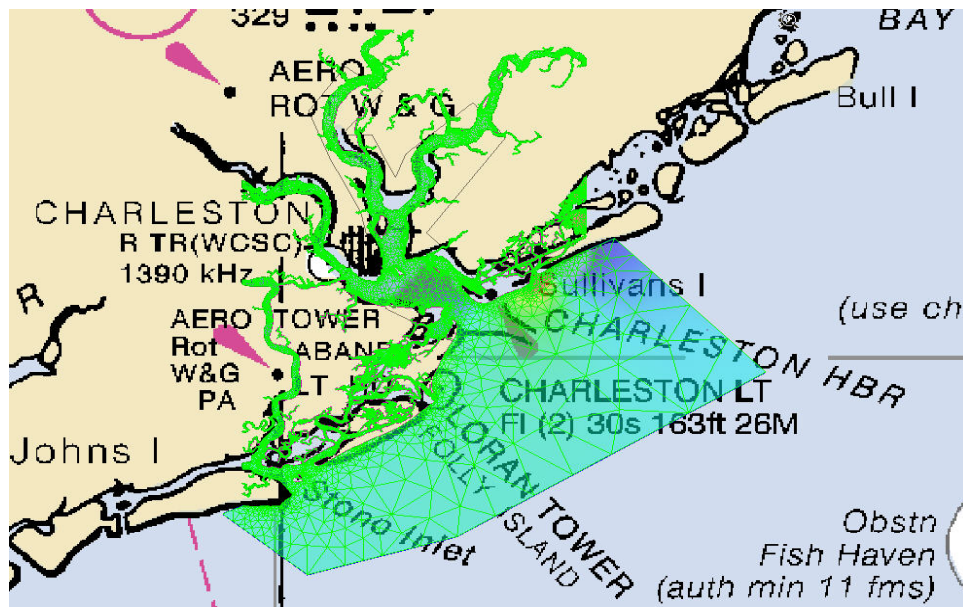 329
BAY
AERO
ROT W & G
Bull I
CHARLESTON
R TR(WCSC)
1390 kHz
Sullivans I
R
AERO TOWER
Rot ABAND
W&G
PA
CHARLESTON HBR
(use ch
CHARLESTON LT
Fl (2) 30s 163ft 26M
Johns I
LORAN TOWER
FOLLY
ISLAND
Stono Inlet
Obstn
Fish Haven
(auth min 11 fms)